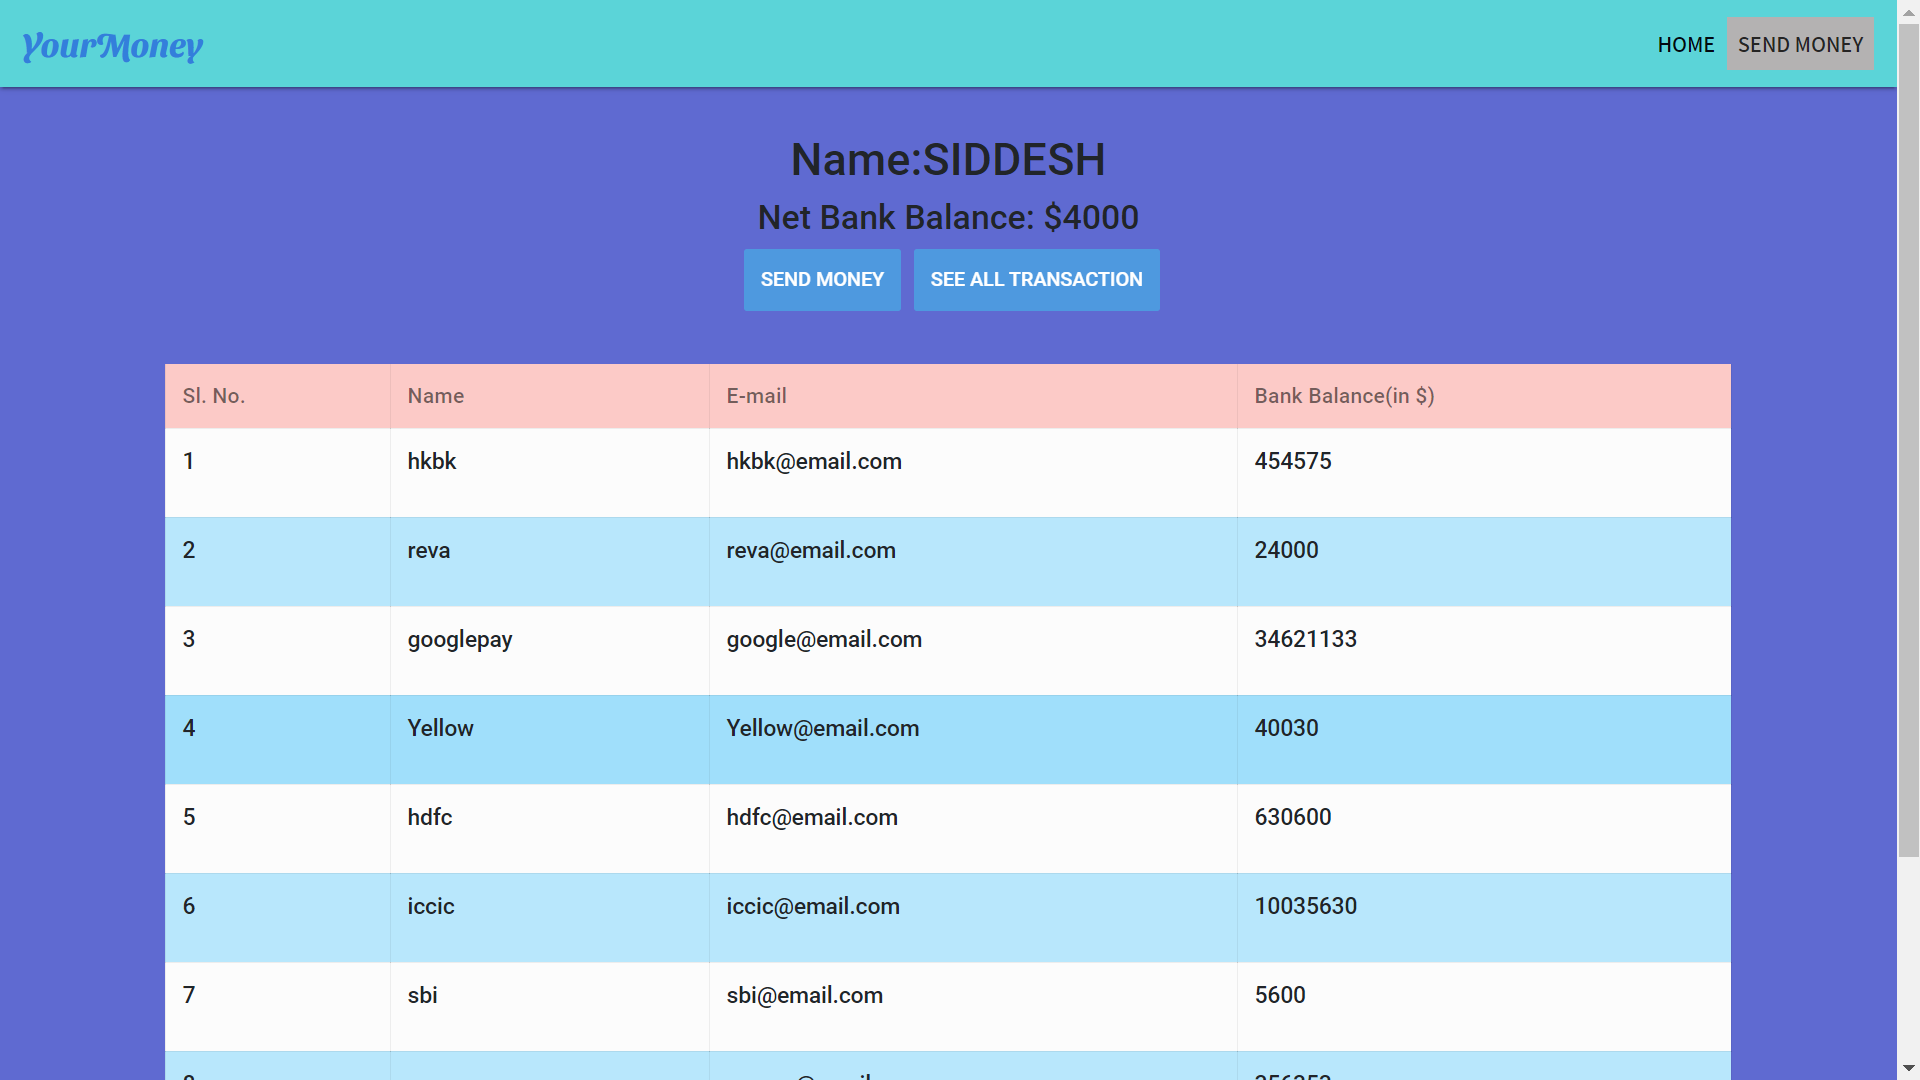 YourMoney
HOME SEND MONEY
Name:SIDDESH
Net Bank Balance: $4000
SEND MONEY SEE ALL TRANSACTION
Sl. No. Name E-mail Bank Balance(in $)
1 hkbk hkbk@email.com 454575
2 reva reva@email.com 24000
3 googlepay google@email.com 34621133
4 Yellow Yellow@email.com 40030
5 hdfc hdfc@email.com 630600
6 iccic iccic@email.com 10035630
7 sbi sbi@email.com 5600